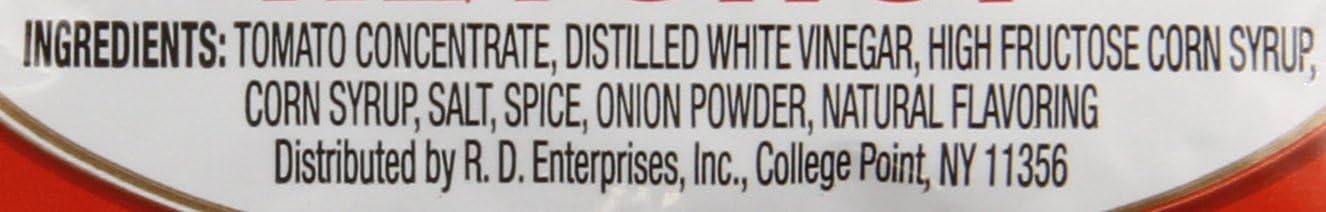 INGREDIENTS: TOMATO CONCENTRATE, DISTILLED WHITE VINEGAR, HIGH FRUCTOSE CORN SYRUP,
CORN SYRUP, SALT, SPICE, ONION POWDER, NATURAL FLAVORING
Distributed by R. D. Enterprises, Inc., College Point, NY 11356